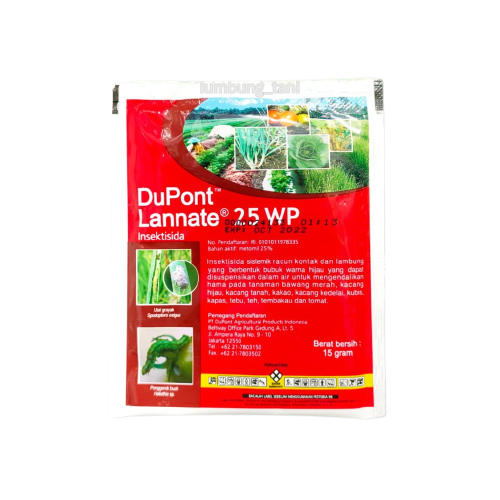 lumbung_tani
DuPont™
Lannate® 25 WP
01:13
EXP: OCT 2022
Insektisida
No. Pendaftaran: RI. 0101011978335
Bahan aktif: metomil 25%
Insektisida sistemik racun kontak dan lambung
yang berbentuk bubuk warna hijau yang dapat
disuspensikan dalam air untuk mengendalikan
hama pada tanaman bawang merah, kacang
hijau, kacang tanah, kakao, kacang kedelai, kubis,
kapas, tebu, teh, tembakau dan tomat.
Ulat grayak
Spodoptera exigua
Pemegang Pendaftaran
PT DuPont Agricultural Products Indonesia
Beltway Office Park Gedung A, Lt. 5
Jl. Ampera Raya No. 9 - 10
Jakarta 12550
Tel : +62 21-7803150
Fax : +62 21-7803502
Berat bersih :
15 gram
Penggerek buah
Heliothis sp.
BACALAH LABEL SEBELUM MENGGUNAKAN PESTISIDA INI